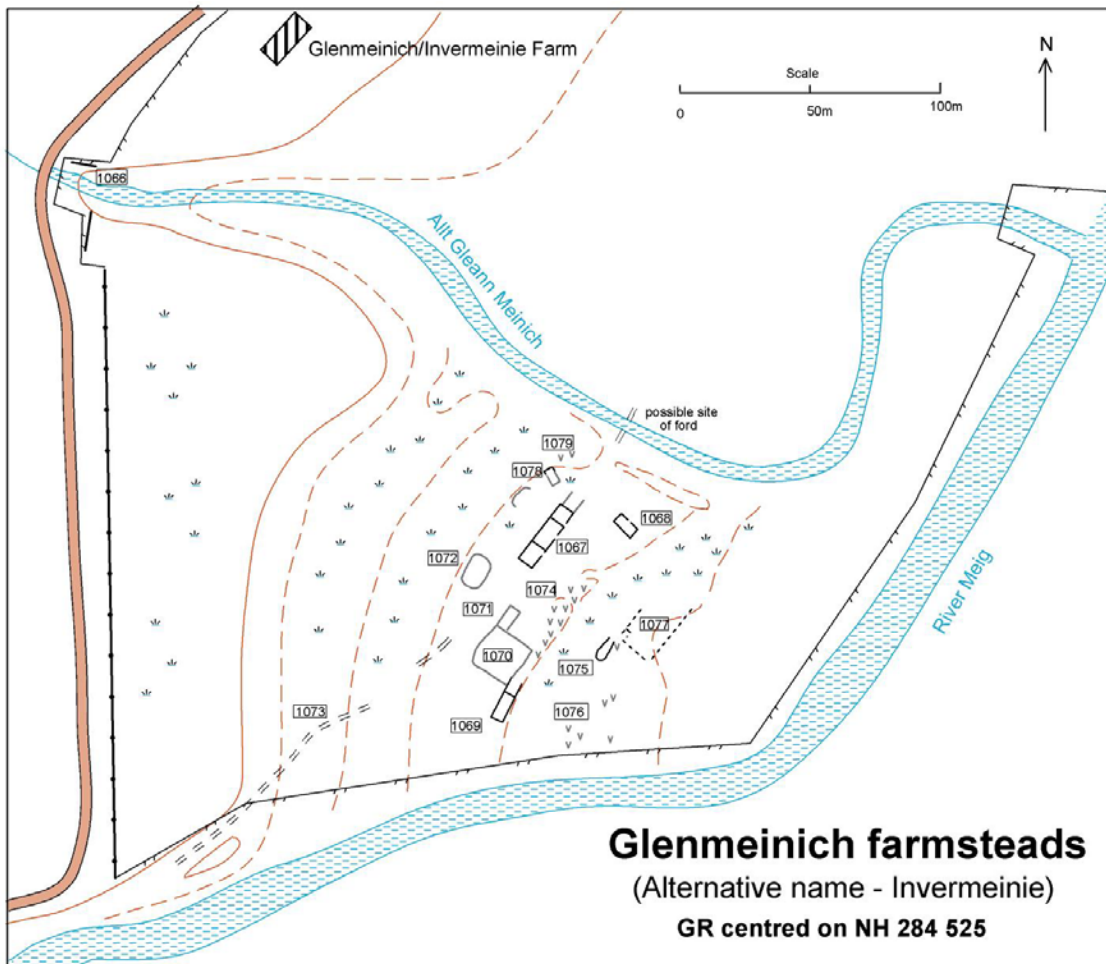 Glenmeinich/Invermeinie Farm
Scale
0 50m 100m
N
1066
Allt Gleann Meinich
possible site
of ford
1079
1078
1068
1067
1072
1074
1071
1077
1070
1075
1073
1076
1069
River Meig
Glenmeinich farmsteads
(Alternative name - Invermeinie)
GR centred on NH 284 525